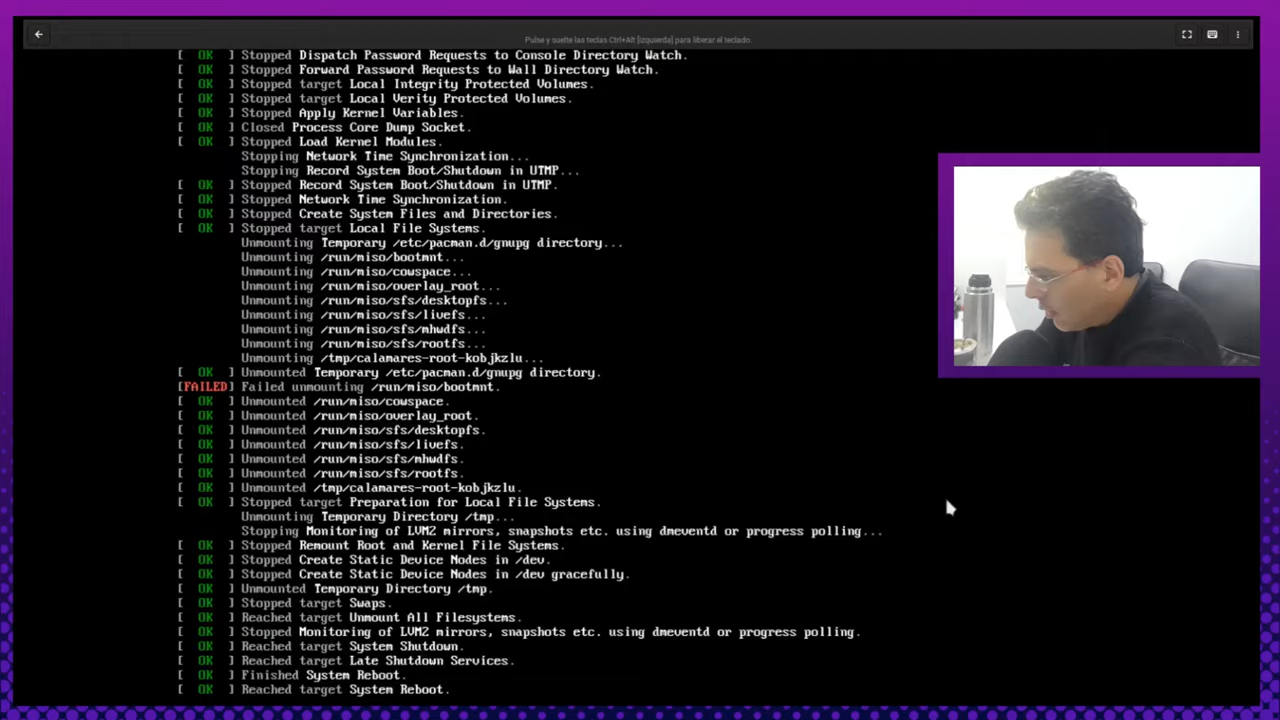 Pulse y suelte las teclas Ctrl+Alt [izquierda] para liberar el teclado.
[ OK ] Stopped Dispatch Password Requests to Console Directory Watch.
[ OK ] Stopped Forward Password Requests to Wall Directory Watch.
[ OK ] Stopped target Local Integrity Protected Volumes.
[ OK ] Stopped target Local Verity Protected Volumes.
[ OK ] Stopped Apply Kernel Variables.
[ OK ] Closed Process Core Dump Socket.
[ OK ] Stopped Load Kernel Modules.
Stopping Network Time Synchronization...
Stopping Record System Boot/Shutdown in UTMP...
[ OK ] Stopped Record System Boot/Shutdown in UTMP.
[ OK ] Stopped Network Time Synchronization.
[ OK ] Stopped Create System Files and Directories.
[ OK ] Stopped target Local File Systems.
Unmounting Temporary /etc/pacman.d/gnupg directory...
Unmounting /run/miso/bootmnt...
Unmounting /run/miso/cowspace...
Unmounting /run/miso/overlay_root...
Unmounting /run/miso/sfs/desktopfs...
Unmounting /run/miso/sfs/livefs...
Unmounting /run/miso/sfs/mhwdfs...
Unmounting /run/miso/sfs/rootfs...
Unmounting /tmp/calamares-root-kobjkzlu...
[ OK ] Unmounted Temporary /etc/pacman.d/gnupg directory.
[FAILED] Failed unmounting /run/miso/bootmnt.
[ OK ] Unmounted /run/miso/cowspace.
[ OK ] Unmounted /run/miso/overlay_root.
[ OK ] Unmounted /run/miso/sfs/desktopfs.
[ OK ] Unmounted /run/miso/sfs/livefs.
[ OK ] Unmounted /run/miso/sfs/mhwdfs.
[ OK ] Unmounted /run/miso/sfs/rootfs.
[ OK ] Unmounted /tmp/calamares-root-kobjkzlu.
[ OK ] Stopped target Preparation for Local File Systems.
Unmounting Temporary Directory /tmp...
Stopping Monitoring of LVM2 mirrors, snapshots etc. using dmeventd or progress polling...
[ OK ] Stopped Remount Root and Kernel File Systems.
[ OK ] Stopped Create Static Device Nodes in /dev.
[ OK ] Stopped Create Static Device Nodes in /dev gracefully.
[ OK ] Unmounted Temporary Directory /tmp.
[ OK ] Stopped target Swaps.
[ OK ] Reached target Unmount All Filesystems.
[ OK ] Stopped Monitoring of LVM2 mirrors, snapshots etc. using dmeventd or progress polling.
[ OK ] Reached target System Shutdown.
[ OK ] Reached target Late Shutdown Services.
[ OK ] Finished System Reboot.
[ OK ] Reached target System Reboot.